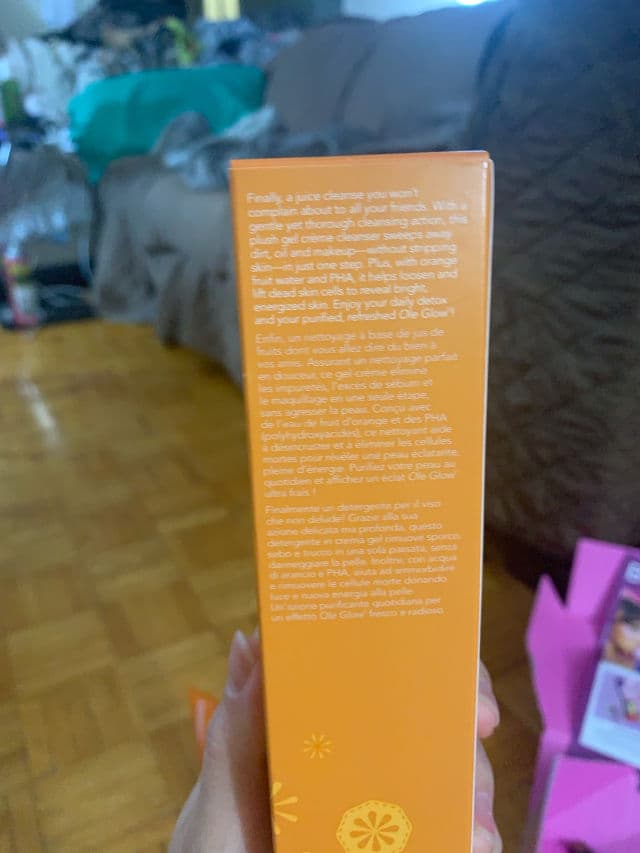 Finally, a juice cleanse you won't
complain about to all your friends. With a
gentle yet thorough cleansing action, this
plush gel crème cleanser sweeps away
dirt, oil and makeup—without stripping
skin—in just one step. Plus, with orange
fruit water and PHA, it helps loosen and
lift dead skin cells to reveal bright,
energized skin. Enjoy your daily detox
and your purified, refreshed Ole Glow!
Enfin, un nettoyage à base de jus de
fruits dont vous allez dire du bien à
vos amis. Assurant un nettoyage parfait
en douceur, ce gel-crème élimine
les impuretés, l'excès de sébum et
le maquillage en une seule étape,
sans agresser la peau. Conçu avec
de l'eau de fruit d'orange et des PHA
(polyhydroxyacides), ce nettoyant aide
à désincruster et à éliminer les cellules
mortes pour révéler une peau éclatante,
pleine d'énergie. Purifiez votre peau au
quotidien et affichez un éclat Ole Glow
ultra frais !
Finalmente un detergente per il viso
che non delude! Grazie alla sua
azione delicata ma profonda, questo
detergente in crema gel rimuove sporco,
sebo e trucco in una sola passata, senza
danneggiare la pelle. Inoltre, con acqua
di arancio e PHA, aiuta ad ammorbidire
e rimuovere le cellule morte donando
luce e nuova energia alla pelle.
Un'azione purificante quotidiana per
un effetto Ole Glow fresco e radioso.